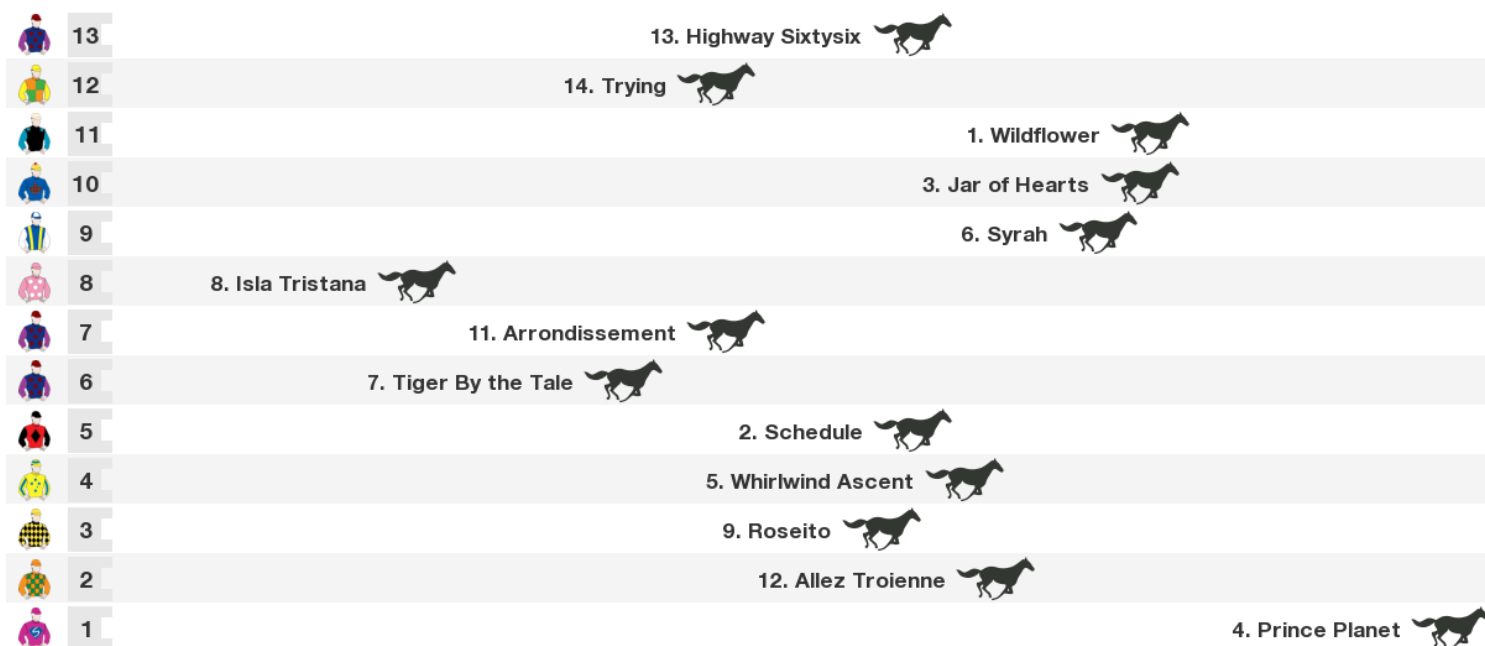 13 13. Highway Sixtysix
12 14. Trying
11 1. Wildflower
10 3. Jar of Hearts
9 6. Syrah
8 8. Isla Tristana
7 11. Arrondissement
6 7. Tiger By the Tale
5 2. Schedule
4 5. Whirlwind Ascent
3 9. Roseito
2 12. Allez Troienne
1 4. Prince Planet